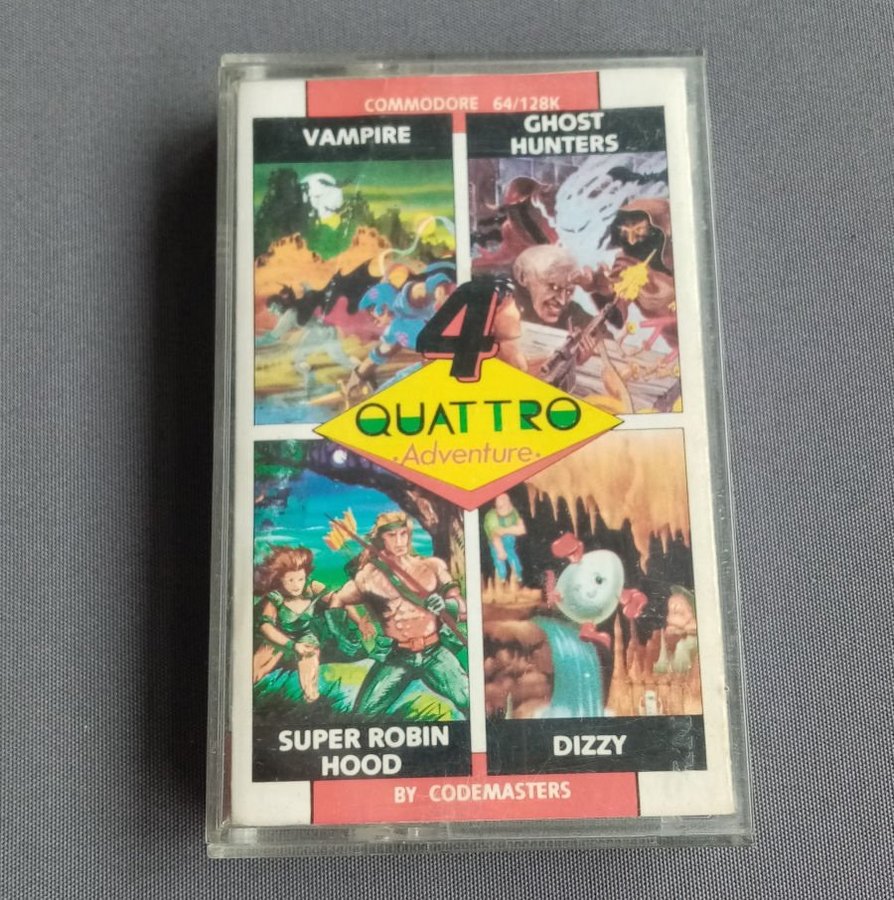 COMMODORE 64/128K
VAMPIRE
GHOST
HUNTERS
4
QUATTRO
·Adventure·
SUPER ROBIN
HOOD
DIZZY
BY CODEMASTERS